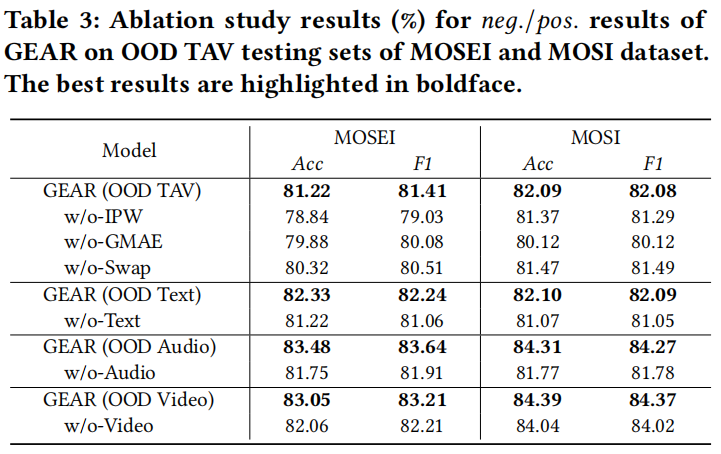 Table 3: Ablation study results (%) for neg./pos. results of
GEAR on OOD TAV testing sets of MOSEI and MOSI dataset.
The best results are highlighted in boldface.
Model MOSEI MOSI
Acc F1 Acc F1
GEAR (OOD TAV) 81.22 81.41 82.09 82.08
w/o-IPW 78.84 79.03 81.37 81.29
w/o-GMAE 79.88 80.08 80.12 80.12
w/o-Swap 80.32 80.51 81.47 81.49
GEAR (OOD Text) 82.33 82.24 82.10 82.09
w/o-Text 81.22 81.06 81.07 81.05
GEAR (OOD Audio) 83.48 83.64 84.31 84.27
w/o-Audio 81.75 81.91 81.77 81.78
GEAR (OOD Video) 83.05 83.21 84.39 84.37
w/o-Video 82.06 82.21 84.04 84.02